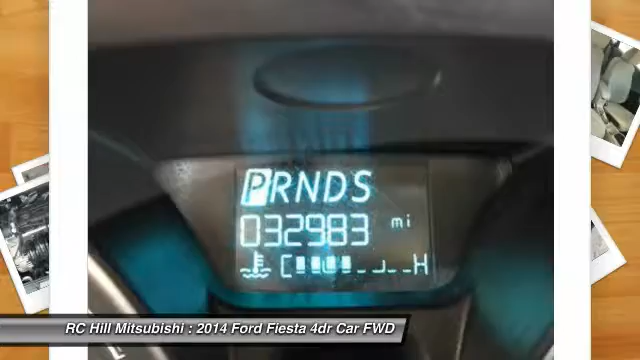 PRNDS
032983 mi
C H
RC Hill Mitsubishi : 2014 Ford Fiesta 4dr Car FWD